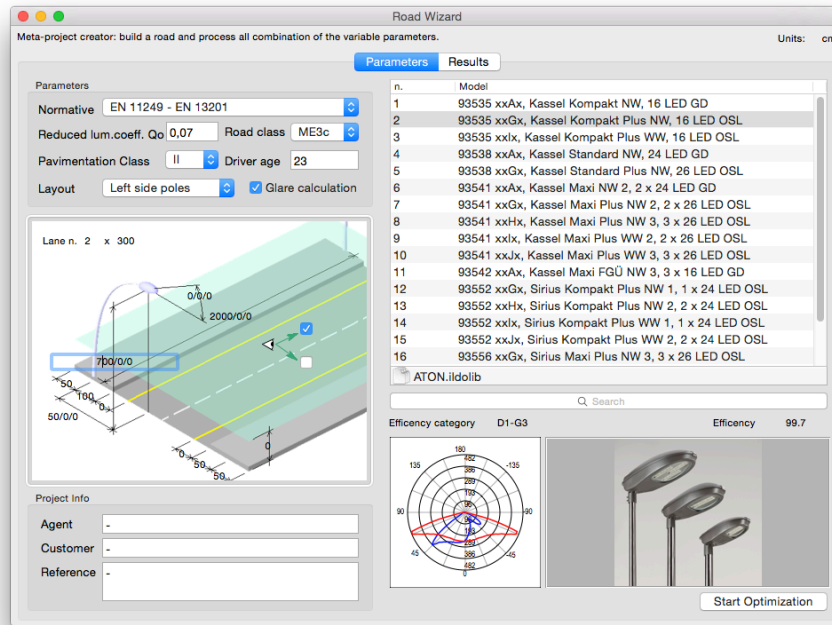 Road Wizard
Meta-project creator: build a road and process all combination of the variable parameters.
Units: cm
Parameters Results
Parameters
Normative EN 11249 - EN 13201
Reduced lum.coeff. Qo 0,07 Road class ME3c
Pavimentation Class II Driver age 23
Layout Left side poles Glare calculation
Lane n. 2 x 300
0/0/0
2000/0/0
700/0/0
50
100
0
50/0/0
0
0
50
50
Project Info
Agent -
Customer -
Reference -
n. Model
1 93535 xxAx, Kassel Kompakt NW, 16 LED GD
2 93535 xxGx, Kassel Kompakt Plus NW, 16 LED OSL
3 93535 xxIx, Kassel Kompakt Plus WW, 16 LED OSL
4 93538 xxAx, Kassel Standard NW, 24 LED GD
5 93538 xxGx, Kassel Standard Plus NW, 26 LED OSL
6 93541 xxAx, Kassel Maxi NW 2, 2 x 24 LED GD
7 93541 xxGx, Kassel Maxi Plus NW 2, 2 x 26 LED OSL
8 93541 xxHx, Kassel Maxi Plus NW 3, 3 x 26 LED OSL
9 93541 xxIx, Kassel Maxi Plus WW 2, 2 x 26 LED OSL
10 93541 xxJx, Kassel Maxi Plus WW 3, 3 x 26 LED OSL
11 93542 xxAx, Kassel Maxi FGÜ NW 3, 3 x 16 LED GD
12 93552 xxGx, Sirius Kompakt Plus NW 1, 1 x 24 LED OSL
13 93552 xxHx, Sirius Kompakt Plus NW 2, 2 x 24 LED OSL
14 93552 xxIx, Sirius Kompakt Plus WW 1, 1 x 24 LED OSL
15 93552 xxJx, Sirius Kompakt Plus WW 2, 2 x 24 LED OSL
16 93556 xxGx, Sirius Maxi Plus NW 3, 3 x 26 LED OSL
ATON.ildolib
Search
Efficency category D1-G3 Efficency 99.7
180
135 -135
482
386
289
193
96
90 -90
96
193
289
386
482
45 -45
0
Start Optimization